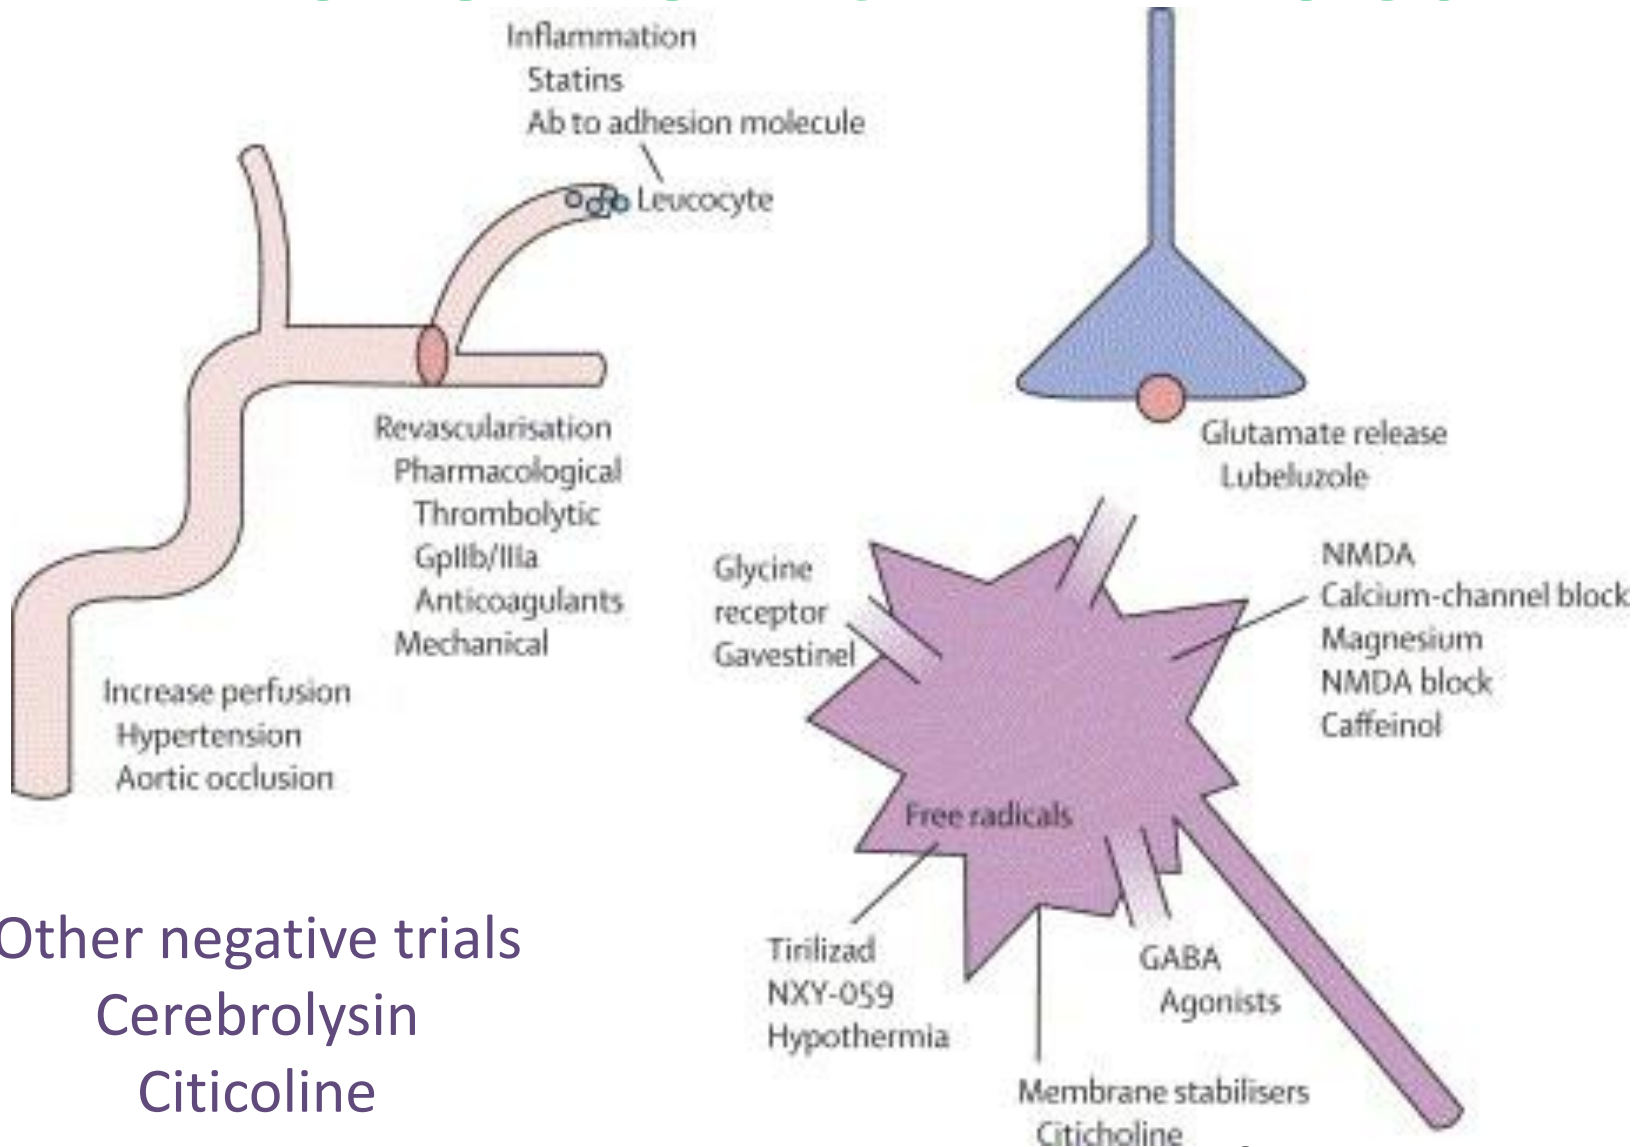 Inflammation
Statins
Ab to adhesion molecule
Leucocyte
Revascularisation
Pharmacological
Thrombolytic
GpIIb/IIIa
Anticoagulants
Mechanical
Increase perfusion
Hypertension
Aortic occlusion
Glutamate release
Lubeluzole
Glycine
receptor
Gavestinel
NMDA
Calcium-channel block
Magnesium
NMDA block
Caffeinol
Free radicals
Tirilizad
NXY-059
Hypothermia
GABA
Agonists
Membrane stabilisers
Citicholine
Other negative trials
Cerebrolysin
Citicoline